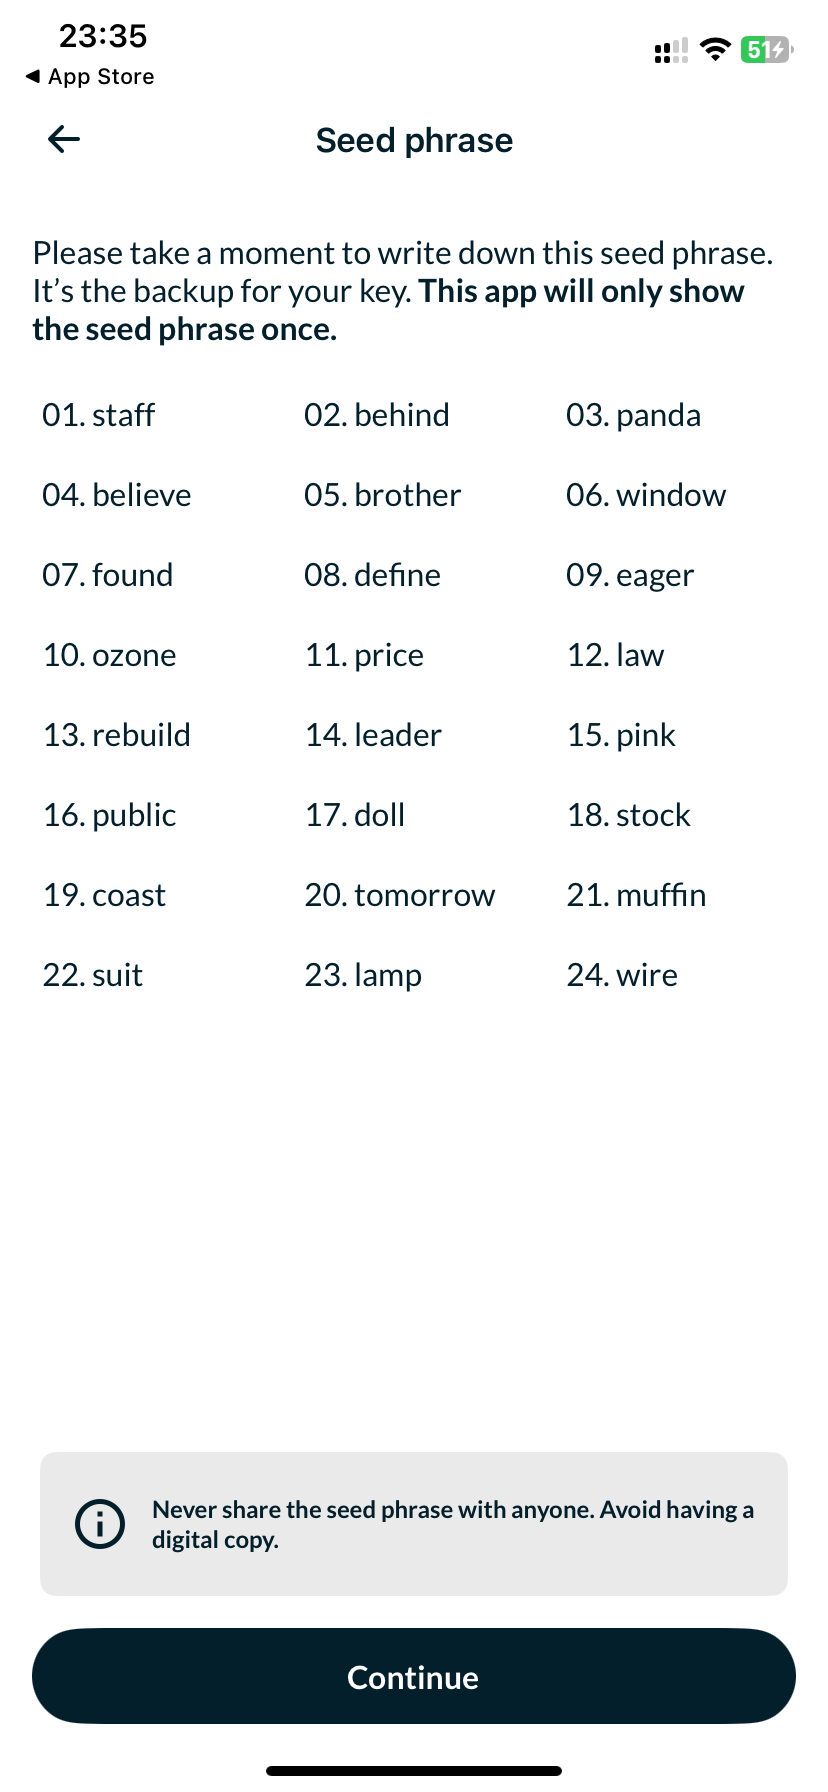 23:35
51
◀ App Store
Seed phrase
Please take a moment to write down this seed phrase.
It's the backup for your key. This app will only show
the seed phrase once.
01. staff 02. behind 03. panda
04. believe 05. brother 06. window
07. found 08. define 09. eager
10. ozone 11. price 12. law
13. rebuild 14. leader 15. pink
16. public 17. doll 18. stock
19. coast 20. tomorrow 21. muffin
22. suit 23. lamp 24. wire
Never share the seed phrase with anyone. Avoid having a
digital copy.
Continue